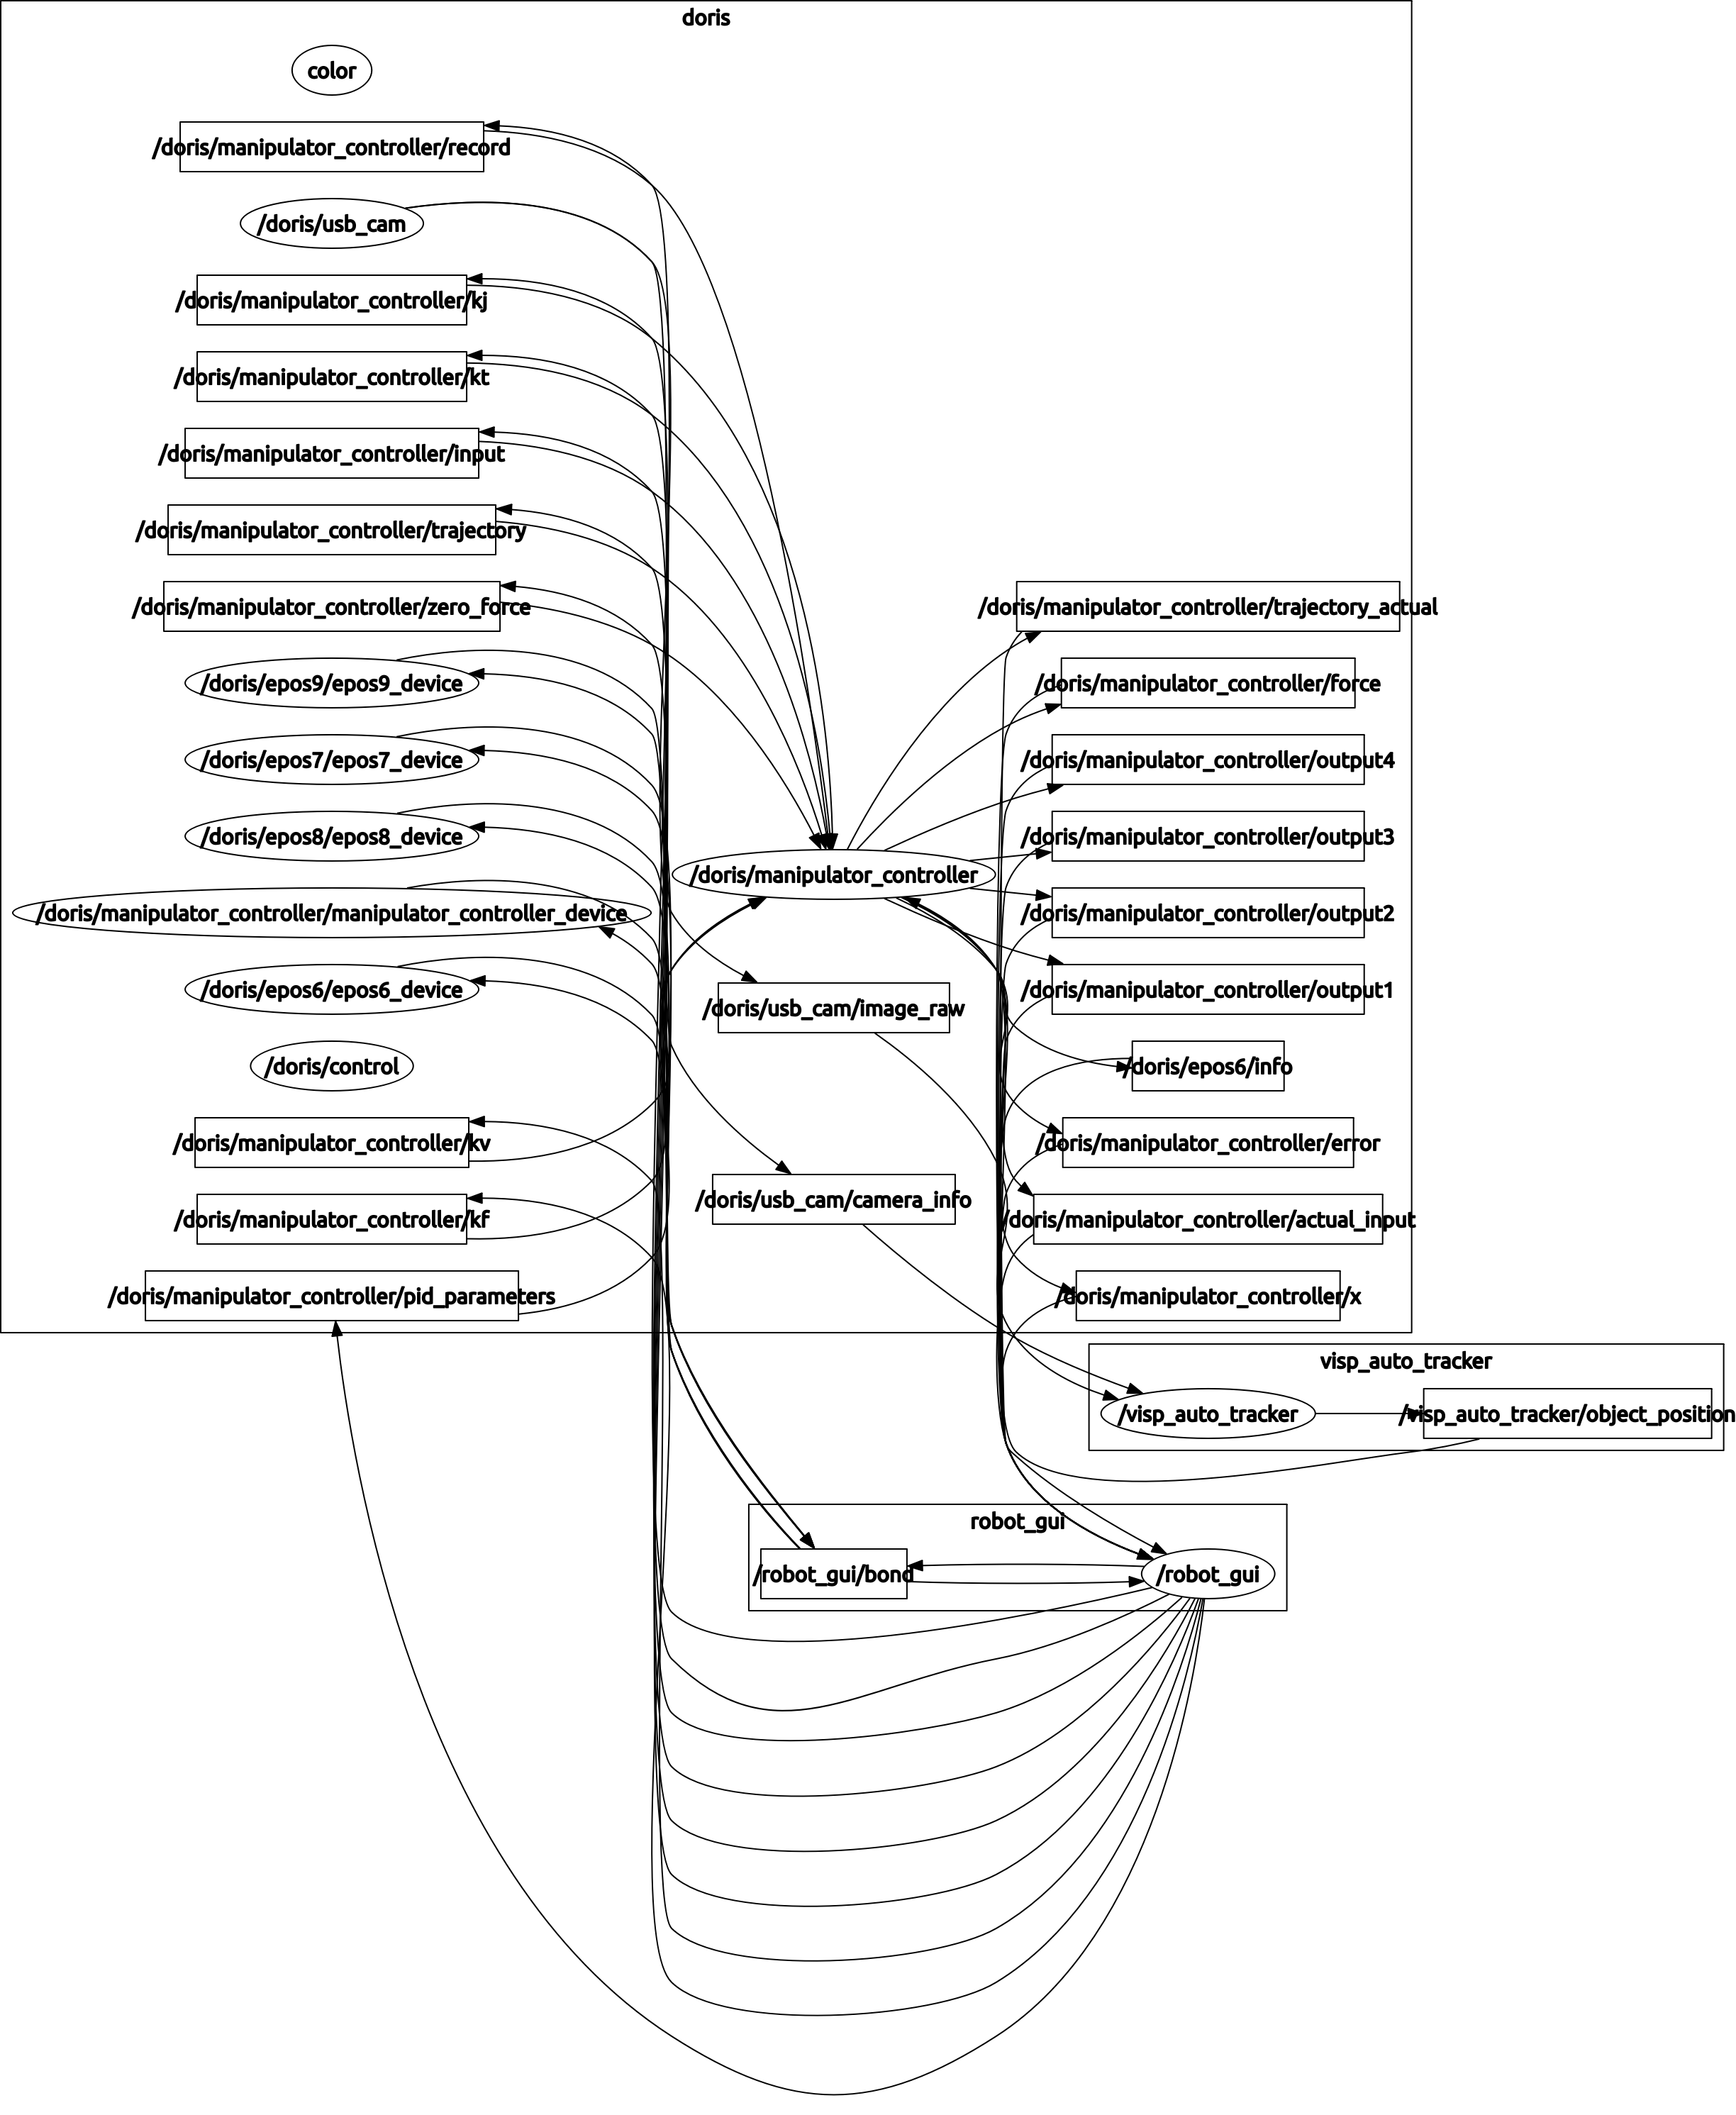 doris
color
/doris/manipulator_controller/record
/doris/usb_cam
/doris/manipulator_controller/kj
/doris/manipulator_controller/kt
/doris/manipulator_controller/input
/doris/manipulator_controller/trajectory
/doris/manipulator_controller/zero_force
/doris/epos9/epos9_device
/doris/epos7/epos7_device
/doris/epos8/epos8_device
/doris/manipulator_controller/manipulator_controller_device
/doris/epos6/epos6_device
/doris/control
/doris/manipulator_controller/kv
/doris/manipulator_controller/kf
/doris/manipulator_controller/pid_parameters
/doris/manipulator_controller
/doris/usb_cam/image_raw
/doris/usb_cam/camera_info
/doris/manipulator_controller/trajectory_actual
/doris/manipulator_controller/force
/doris/manipulator_controller/output4
/doris/manipulator_controller/output3
/doris/manipulator_controller/output2
/doris/manipulator_controller/output1
/doris/epos6/info
/doris/manipulator_controller/error
/doris/manipulator_controller/actual_input
/doris/manipulator_controller/x
visp_auto_tracker
/visp_auto_tracker
/visp_auto_tracker/object_position
robot_gui
/robot_gui/bond
/robot_gui